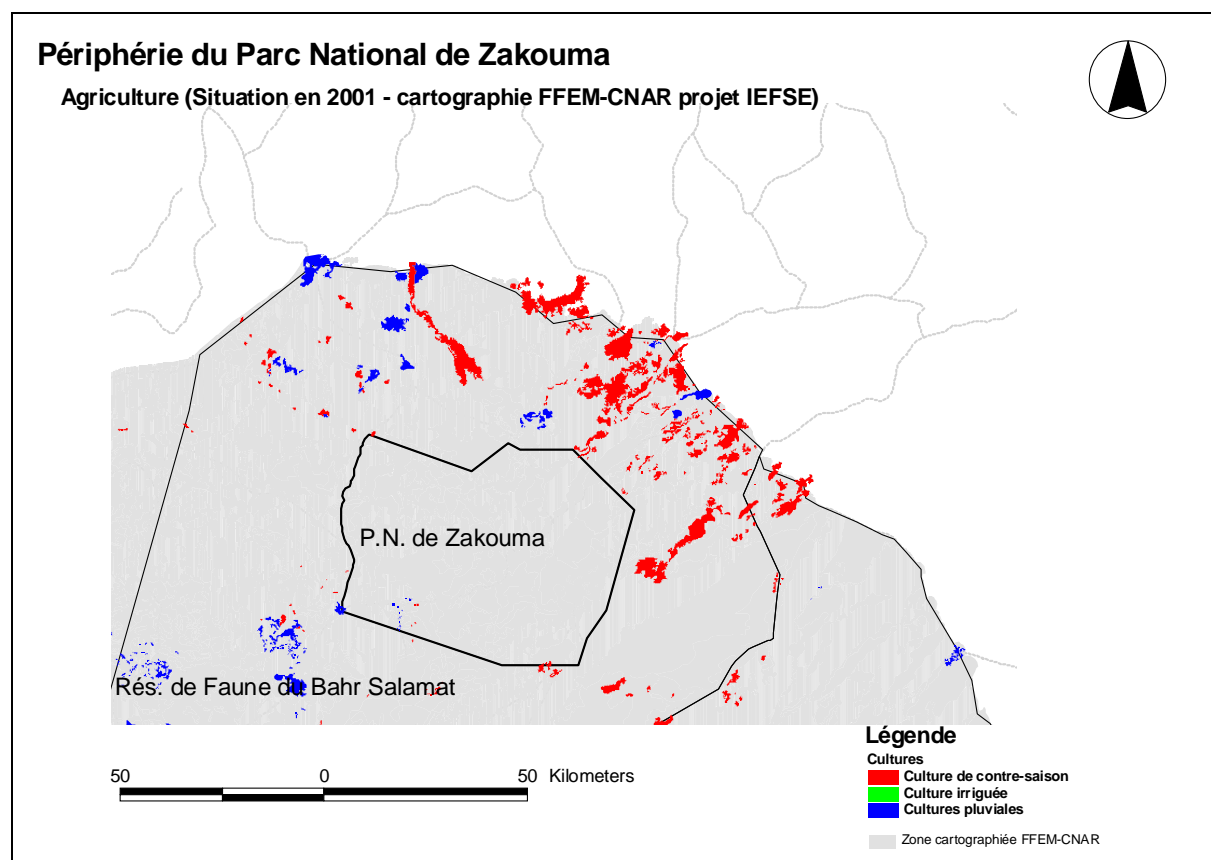 Périphérie du Parc National de Zakouma
Agriculture (Situation en 2001 - cartographie FFEM-CNAR projet IEFSE)
P.N. de Zakouma
Rés. de Faune du Bahr Salamat
50 0 50 Kilometers
Légende
Cultures
Culture de contre-saison
Culture irriguée
Cultures pluviales
Zone cartographiée FFEM-CNAR